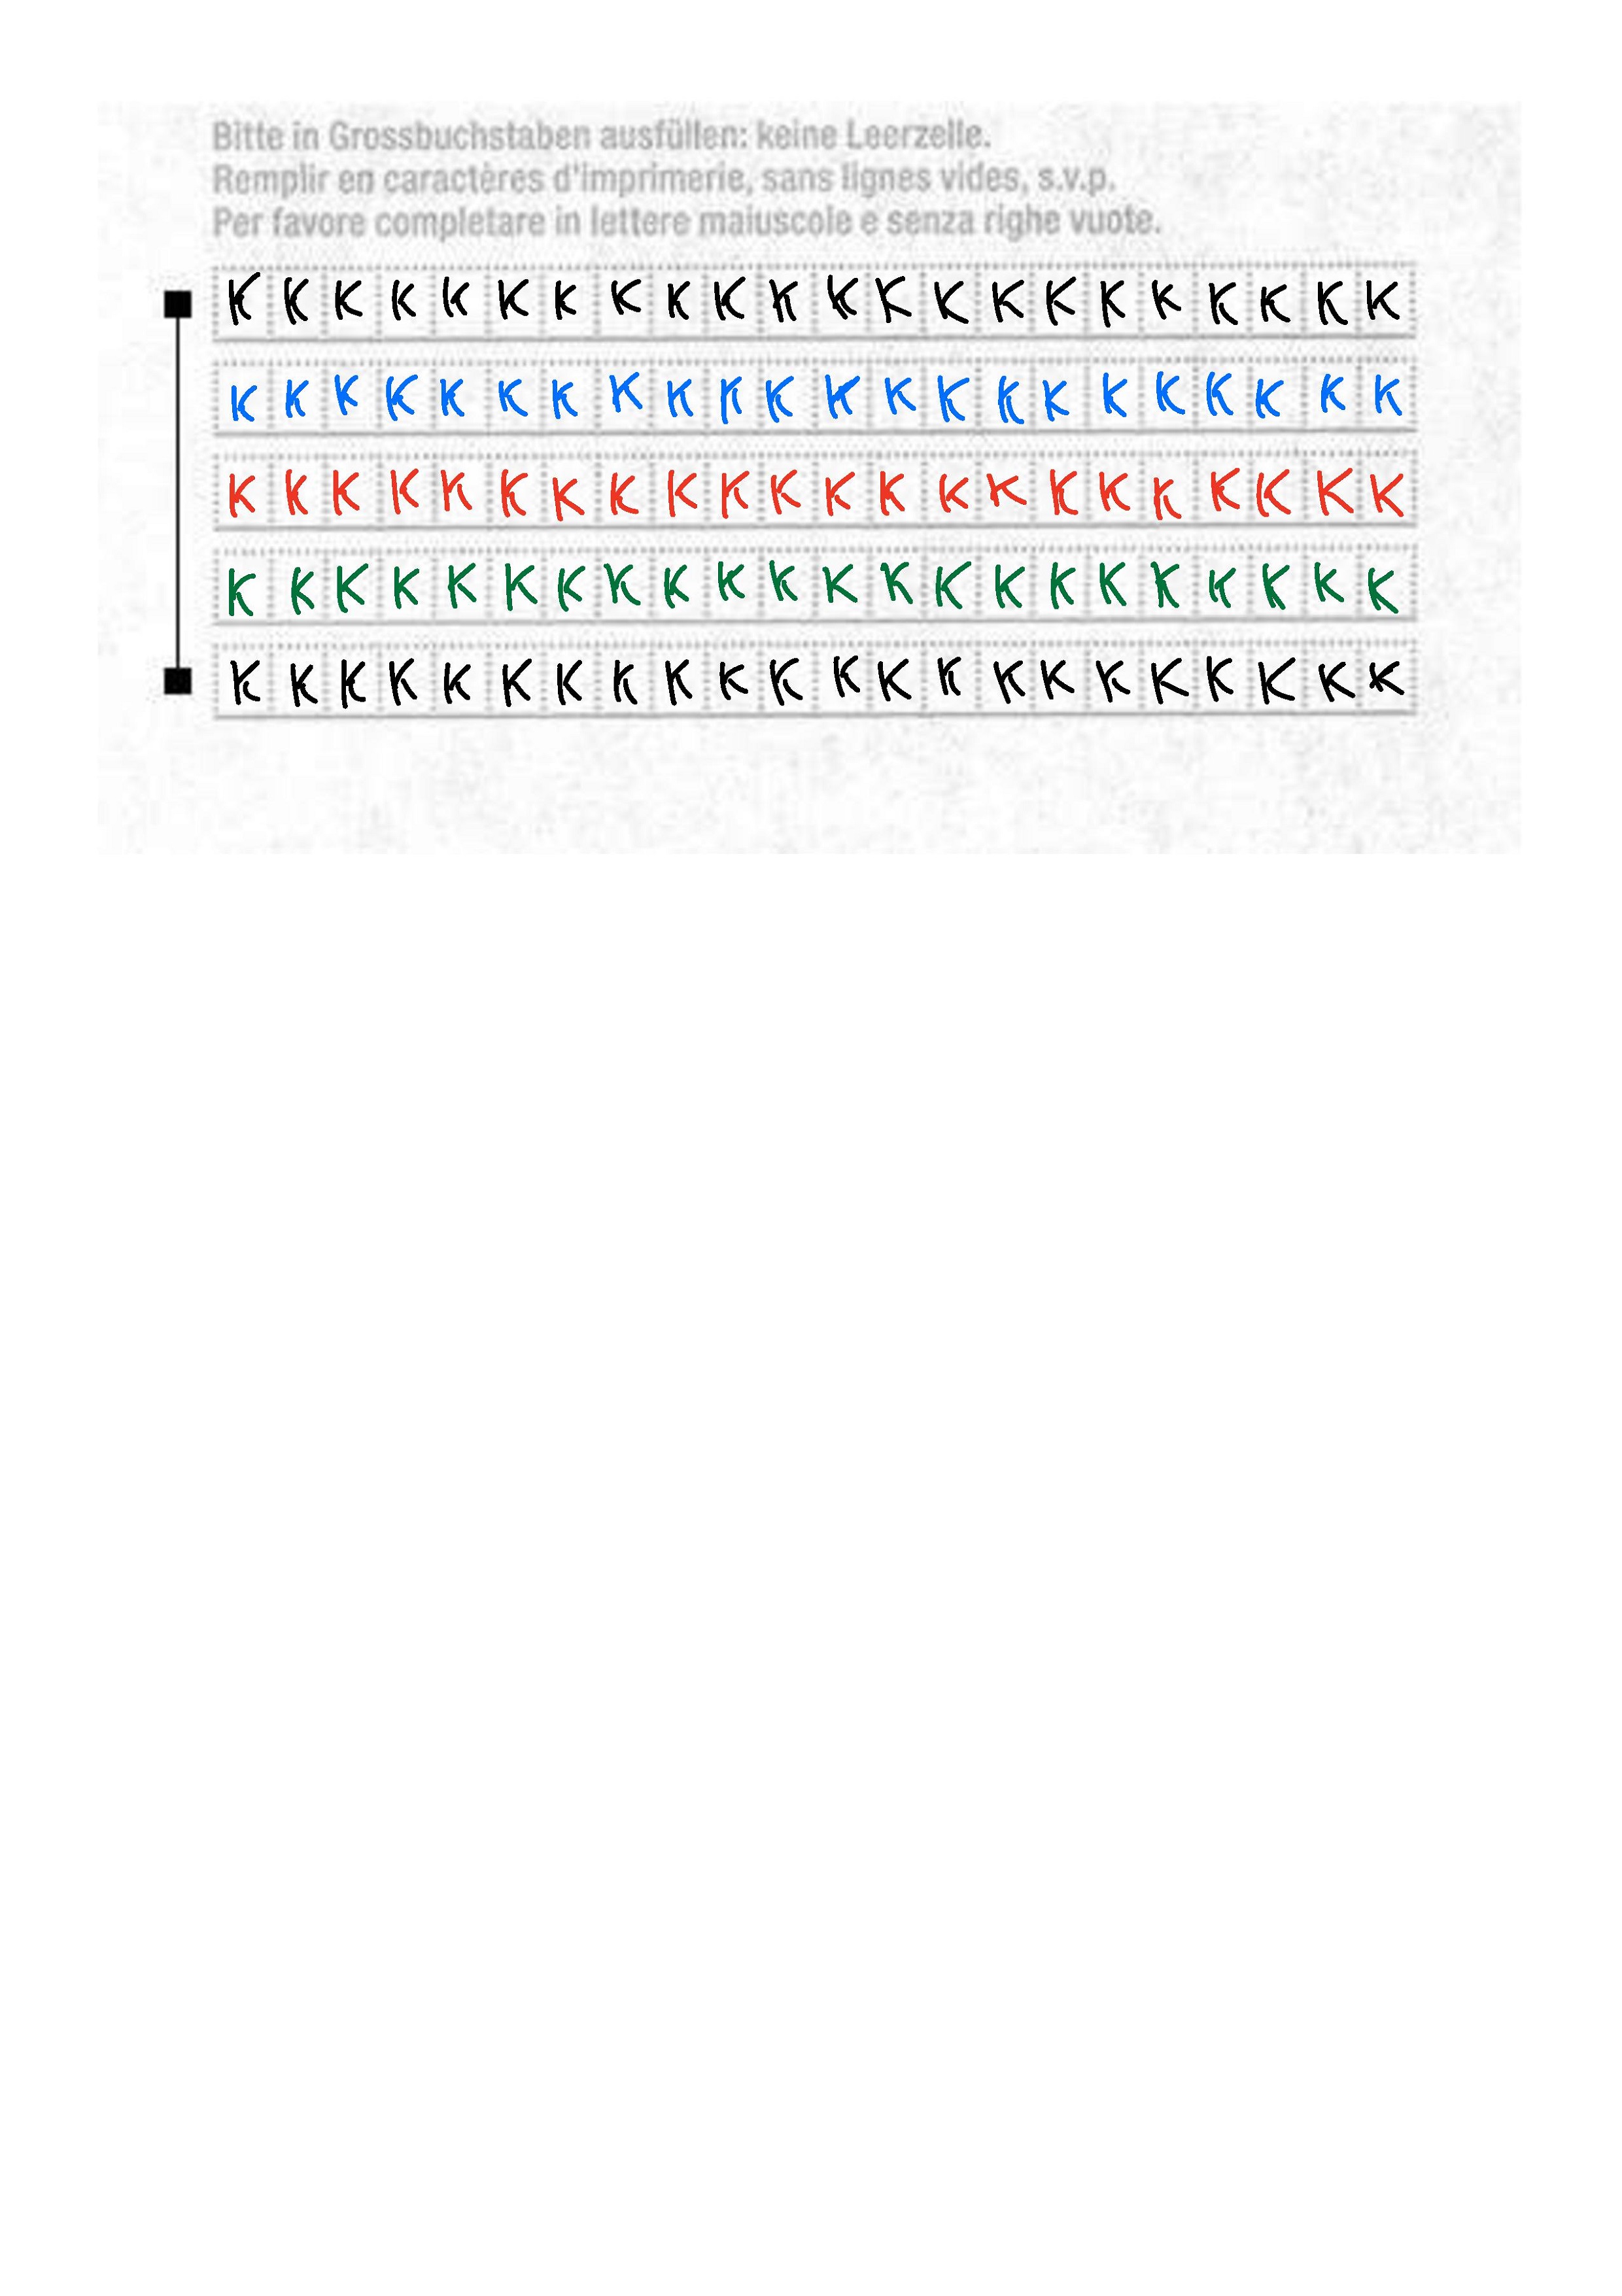 Bitte in Grossbuchstaben ausfüllen: keine Leerzelle.
Remplir en caractères d'imprimerie, sans lignes vides, s.v.p.
Per favore completare in lettere maiuscole e senza righe vuote.
K K K K K K K K K K K K K K K K K K K K K K
K K K K K K K K K K K K K K K K K K K K K K
K K K K K K K K K K K K K K K K K K K K K K
K K K K K K K K K K K K K K K K K K K K K K
K K K K K K K K K K K K K K K K K K K K K K